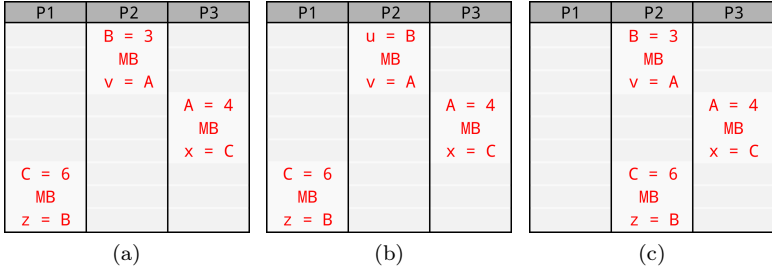 P1 P2 P3
B = 3
MB
v = A
A = 4
MB
x = C
C = 6
MB
z = B
(a)
P1 P2 P3
u = B
MB
v = A
A = 4
MB
x = C
C = 6
MB
z = B
(b)
P1 P2 P3
B = 3
MB
v = A
A = 4
MB
x = C
C = 6
MB
z = B
(c)